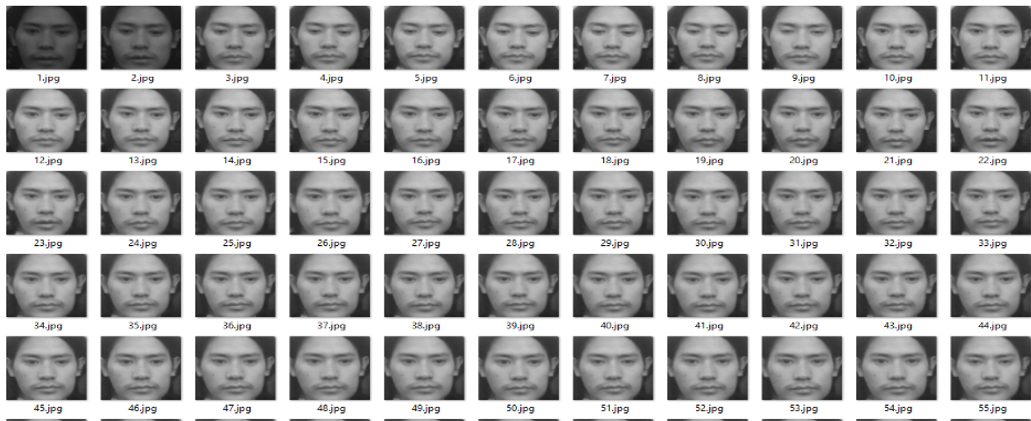 1.jpg 2.jpg 3.jpg 4.jpg 5.jpg 6.jpg 7.jpg 8.jpg 9.jpg 10.jpg 11.jpg
12.jpg 13.jpg 14.jpg 15.jpg 16.jpg 17.jpg 18.jpg 19.jpg 20.jpg 21.jpg 22.jpg
23.jpg 24.jpg 25.jpg 26.jpg 27.jpg 28.jpg 29.jpg 30.jpg 31.jpg 32.jpg 33.jpg
34.jpg 35.jpg 36.jpg 37.jpg 38.jpg 39.jpg 40.jpg 41.jpg 42.jpg 43.jpg 44.jpg
45.jpg 46.jpg 47.jpg 48.jpg 49.jpg 50.jpg 51.jpg 52.jpg 53.jpg 54.jpg 55.jpg